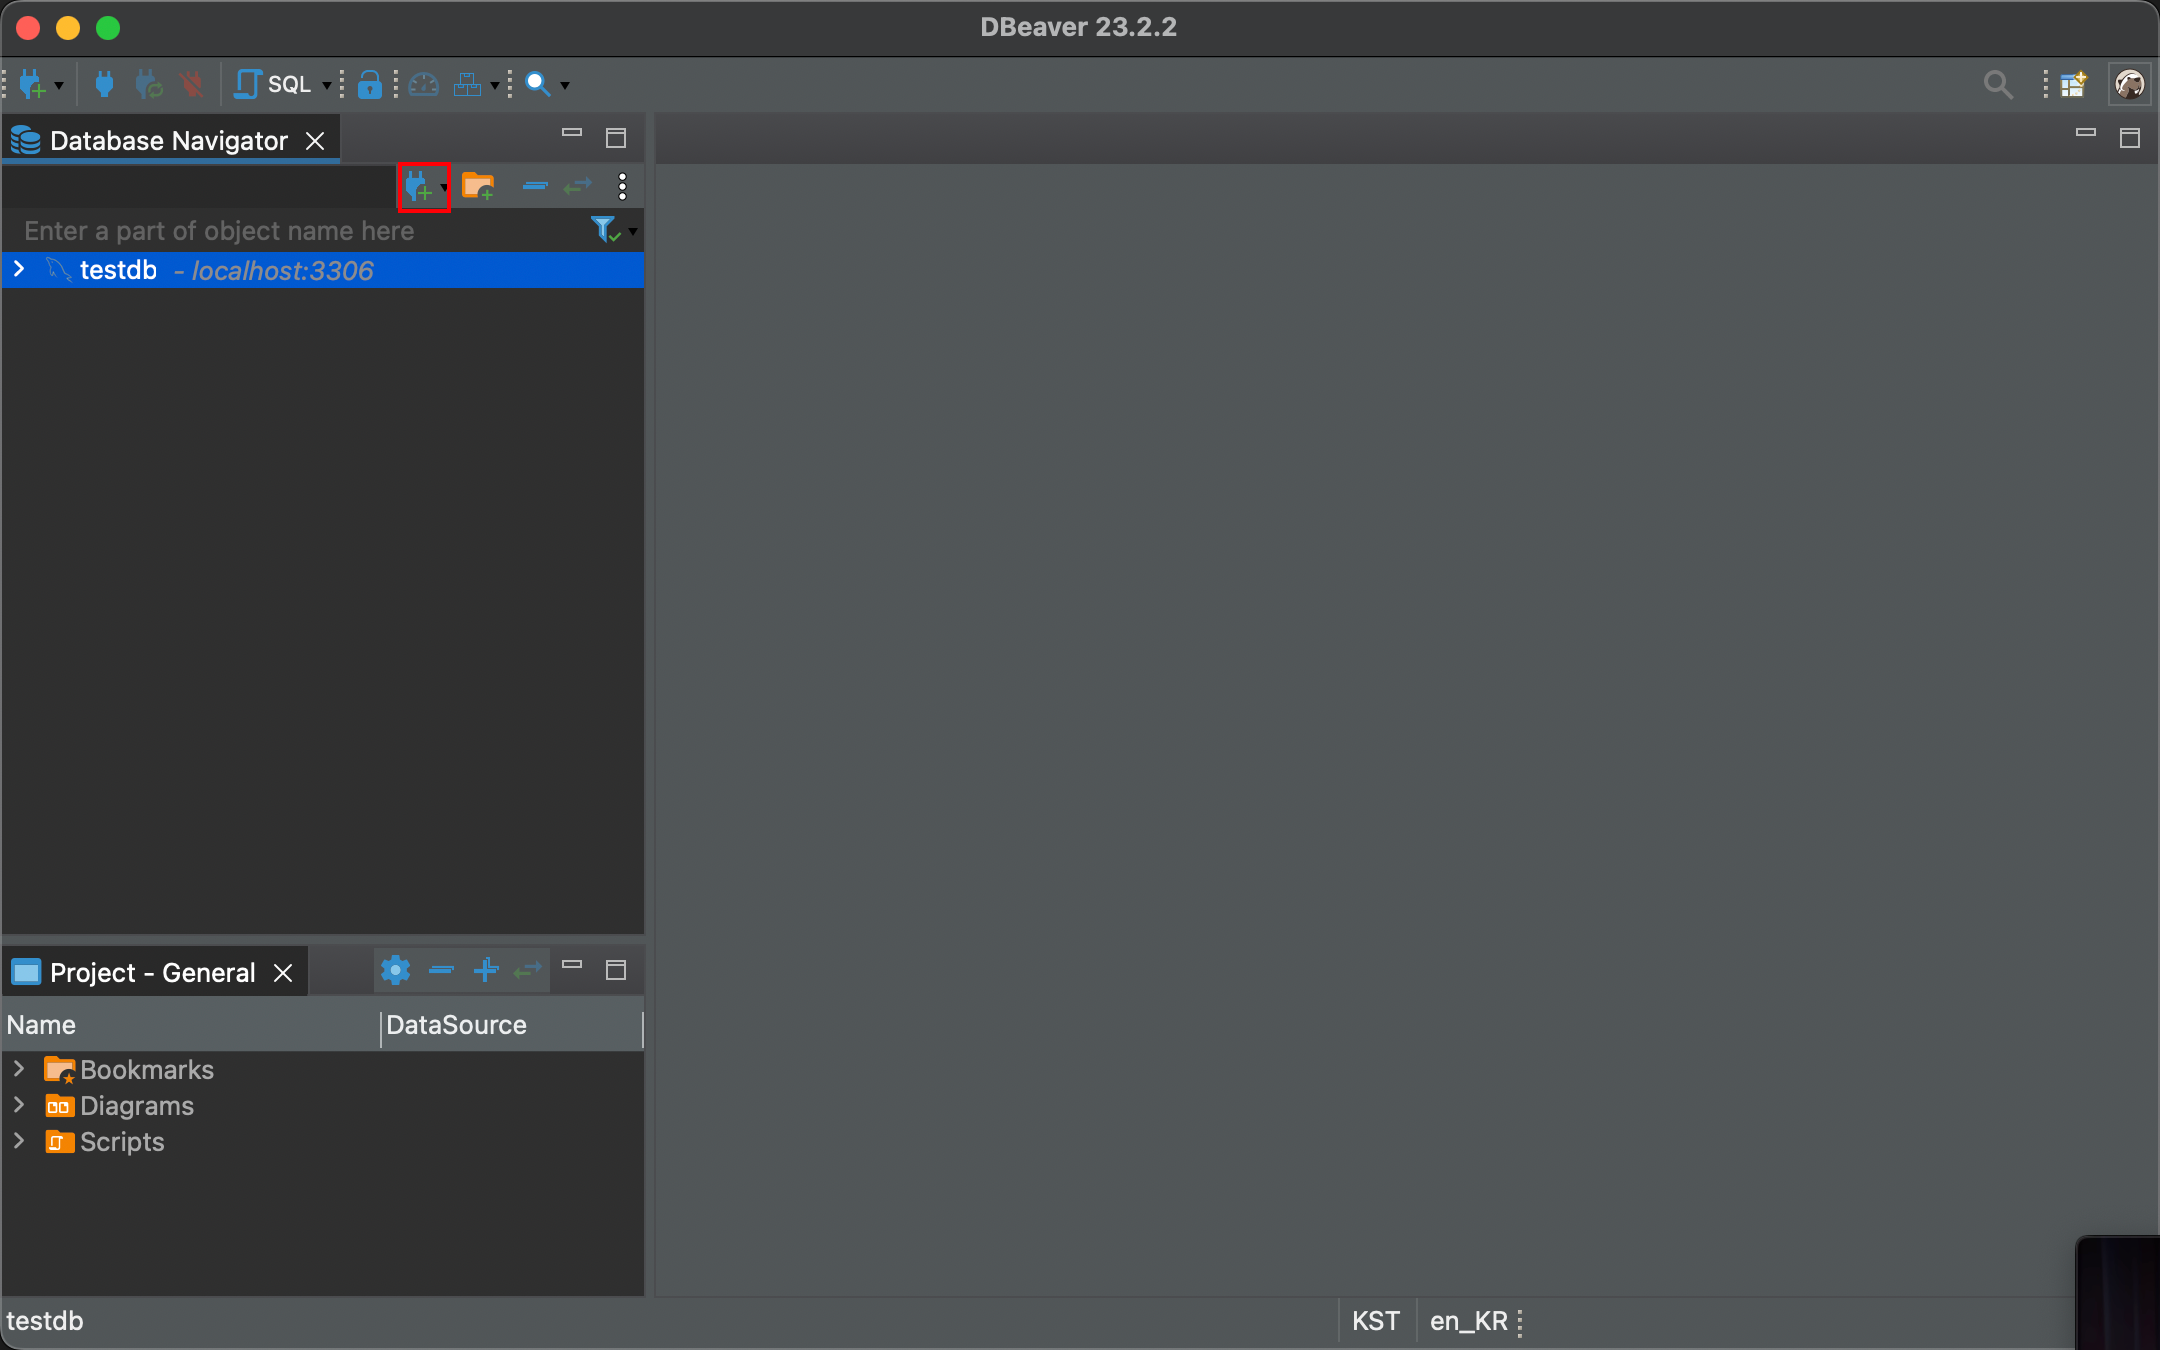 DBeaver 23.2.2
SQL
Database Navigator
Enter a part of object name here
testdb - localhost:3306
Project - General
Name DataSource
Bookmarks
Diagrams
Scripts
testdb KST en_KR